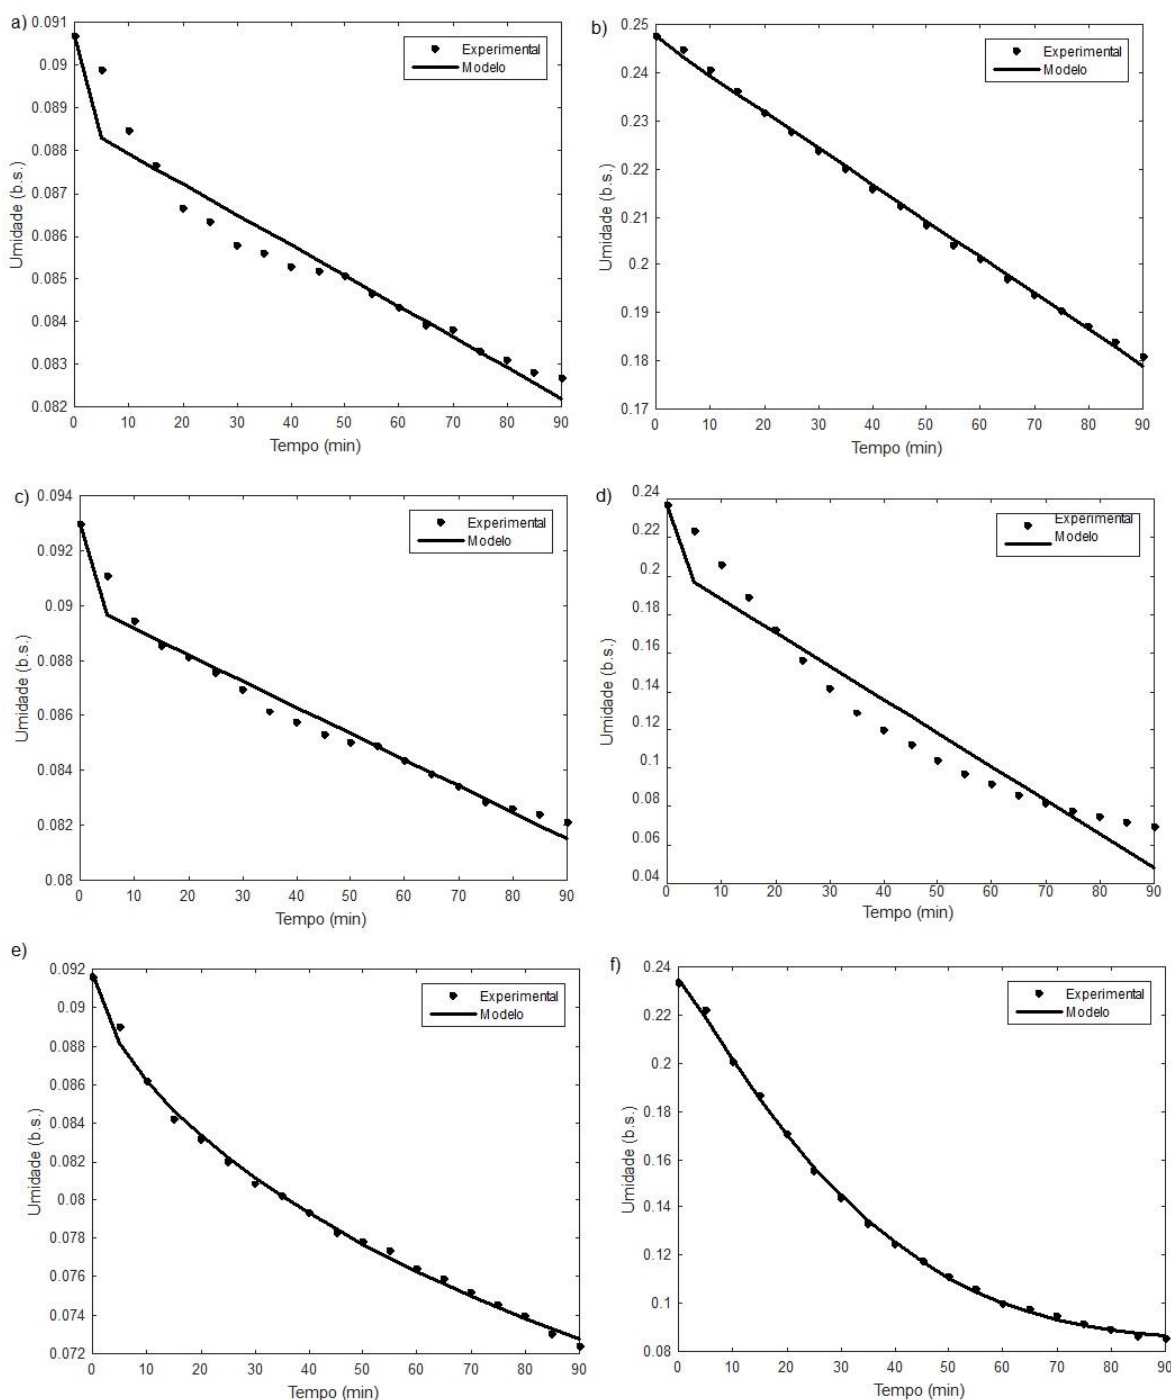 a)
0.091
0.09
0.089
0.088
0.087
0.086
0.085
0.084
0.083
0.082
Umidade (b.s.)
0 10 20 30 40 50 60 70 80 90
Tempo (min)
Experimental
Modelo
b)
0.25
0.24
0.23
0.22
0.21
0.2
0.19
0.18
0.17
Umidade (b.s.)
0 10 20 30 40 50 60 70 80 90
Tempo (min)
Experimental
Modelo
c)
0.094
0.092
0.09
0.088
0.086
0.084
0.082
0.08
Umidade (b.s.)
0 10 20 30 40 50 60 70 80 90
Tempo (min)
Experimental
Modelo
d)
0.24
0.22
0.2
0.18
0.16
0.14
0.12
0.1
0.08
0.06
0.04
Umidade (b.s.)
0 10 20 30 40 50 60 70 80 90
Tempo (min)
Experimental
Modelo
e)
0.092
0.09
0.088
0.086
0.084
0.082
0.08
0.078
0.076
0.074
0.072
Umidade (b.s.)
0 10 20 30 40 50 60 70 80 90
Tempo (min)
Experimental
Modelo
f)
0.24
0.22
0.2
0.18
0.16
0.14
0.12
0.1
0.08
Umidade (b.s.)
0 10 20 30 40 50 60 70 80 90
Tempo (min)
Experimental
Modelo